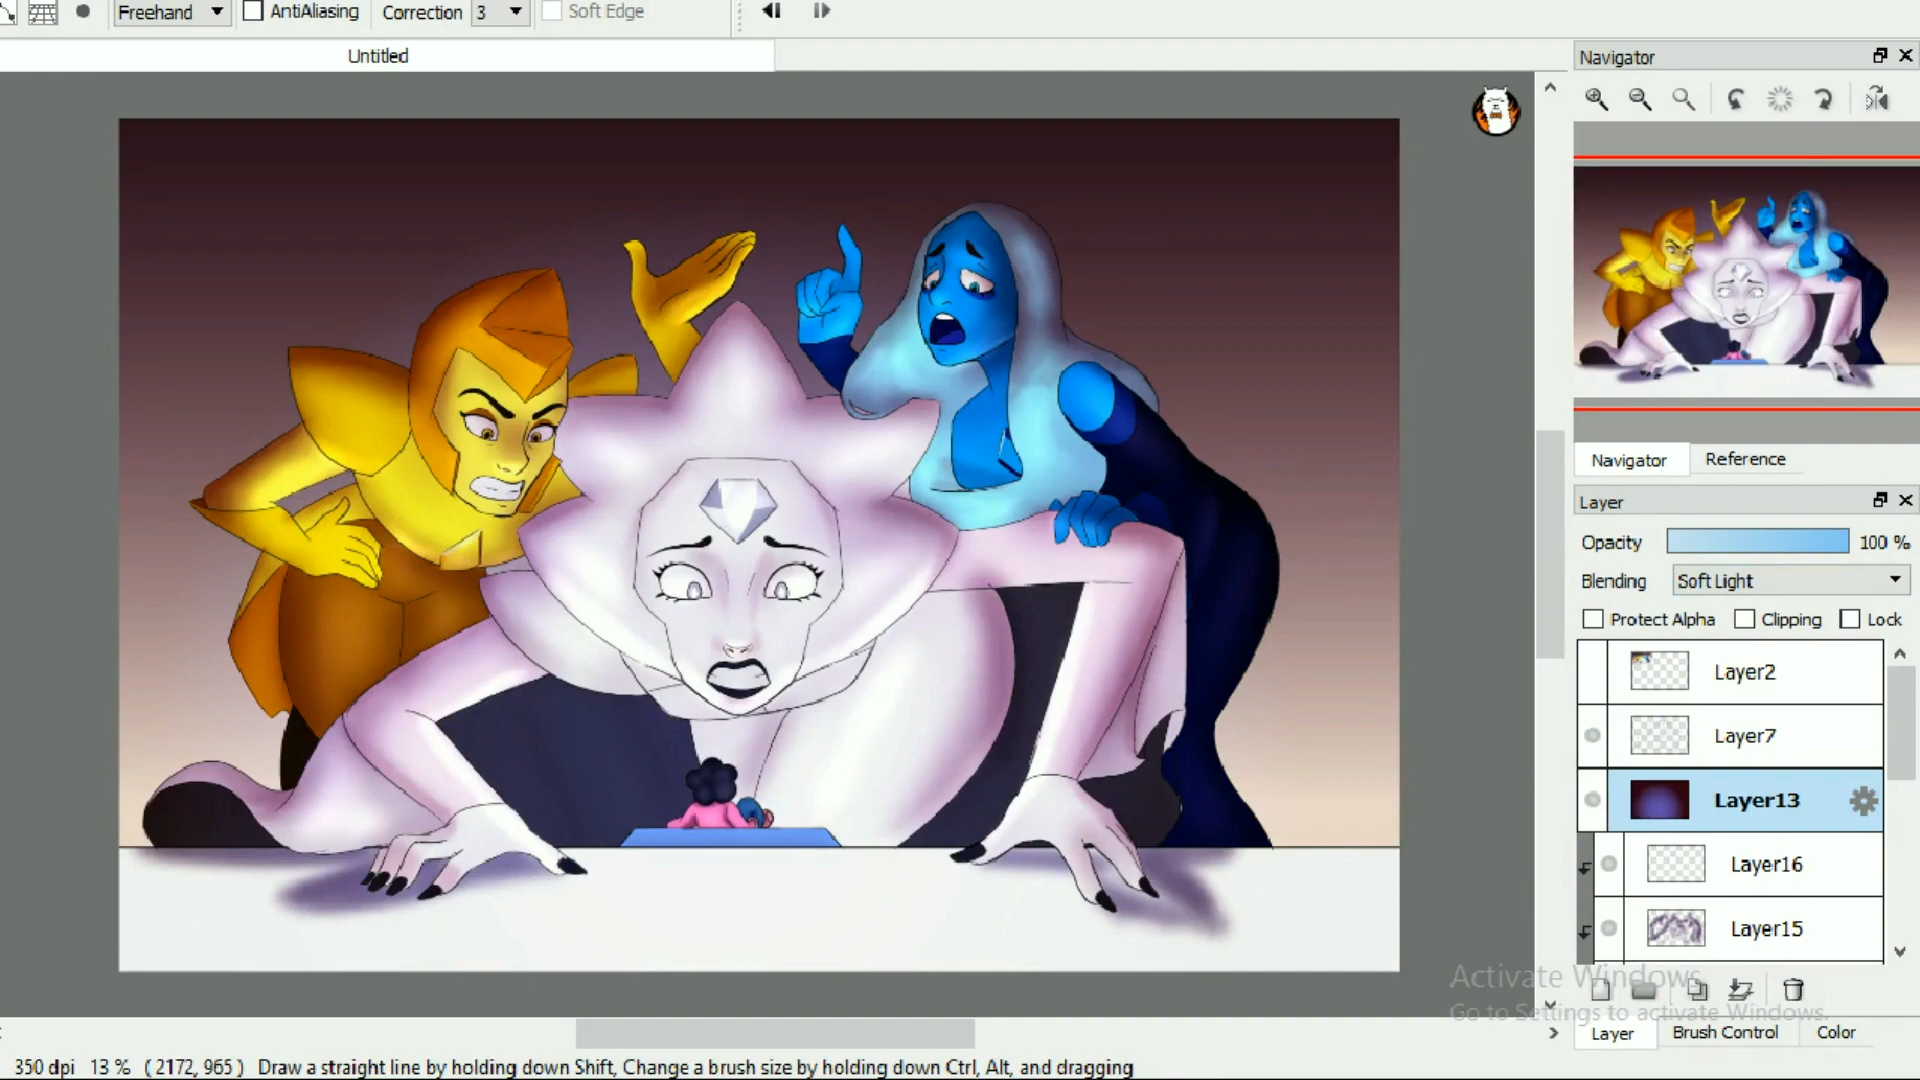 Freehand AntiAliasing Correction 3 Soft Edge
Untitled
Navigator
Navigator Reference
Layer
Opacity 100 %
Blending Soft Light
Protect Alpha Clipping Lock
Layer2
Layer7
Layer13
Layer16
Layer15
Activate Windows
Go to Settings to activate Windows.
Layer Brush Control Color
350 dpi 13 % ( 2172, 965 ) Draw a straight line by holding down Shift, Change a brush size by holding down Ctrl, Alt, and dragging